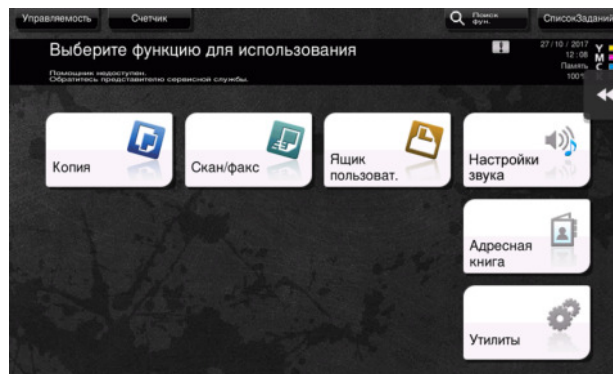 Управляемость
Счетчик
Поиск
фун.
СписокЗаданий
Выберите функцию для использования
Помощник недоступен.
Обратитесь представителю сервисной службы.
27/10 / 2017
12 : 08
Память
100%
Y
M
C
Копия
Скан/факс
Ящик
пользоват.
Настройки
звука
Адресная
книга
Утилиты